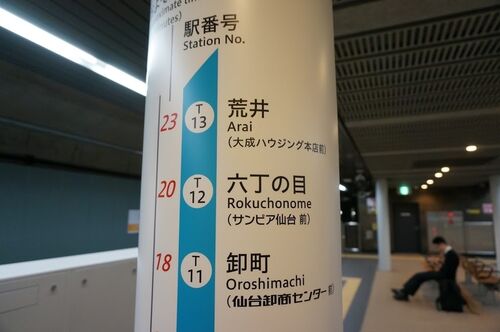 駅番号
Station No.
23
T
13
荒井
Arai
(大成ハウジング本店前)
20
T
12
六丁の目
Rokuchonome
(サンピア仙台 前)
18
T
11
卸町
Oroshimachi
(仙台卸商センター 前)